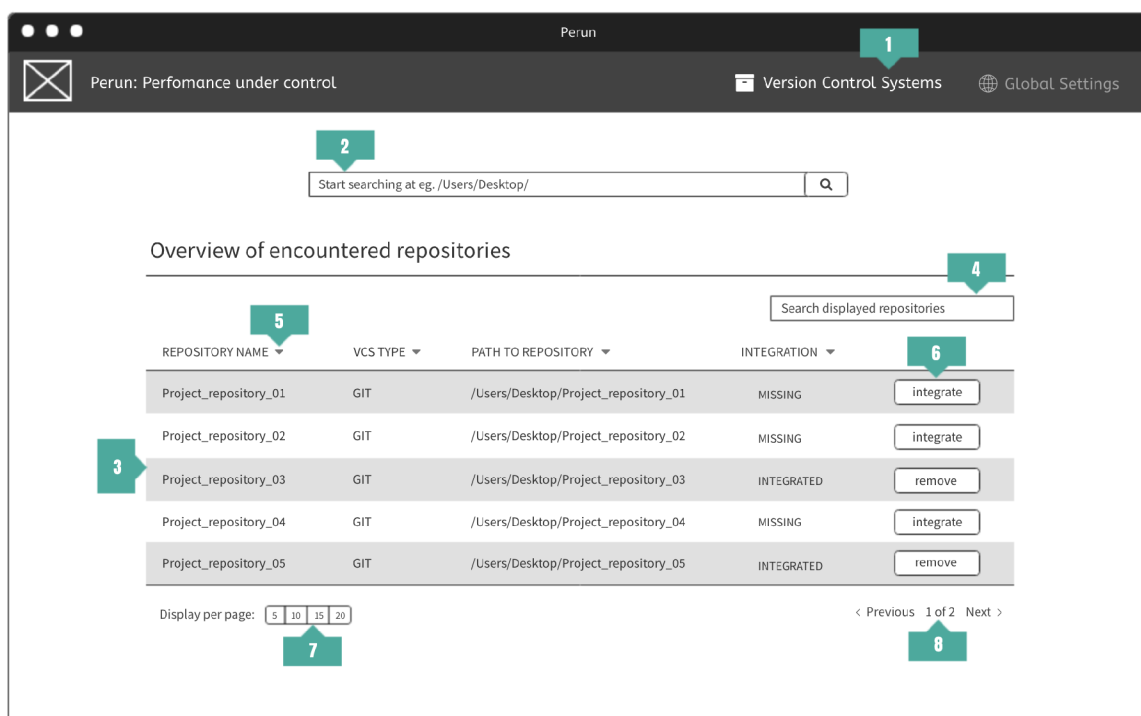 Perun
1
Perun: Perfomance under control
Version Control Systems
Global Settings
2
Start searching at eg. /Users/Desktop/
Overview of encountered repositories
4
Search displayed repositories
5
REPOSITORY NAME VCS TYPE PATH TO REPOSITORY INTEGRATION
6
Project_repository_01 GIT /Users/Desktop/Project_repository_01 MISSING integrate
Project_repository_02 GIT /Users/Desktop/Project_repository_02 MISSING integrate
3
Project_repository_03 GIT /Users/Desktop/Project_repository_03 INTEGRATED remove
Project_repository_04 GIT /Users/Desktop/Project_repository_04 MISSING integrate
Project_repository_05 GIT /Users/Desktop/Project_repository_05 INTEGRATED remove
Display per page: 5 10 15 20
< Previous 1 of 2 Next >
7
8